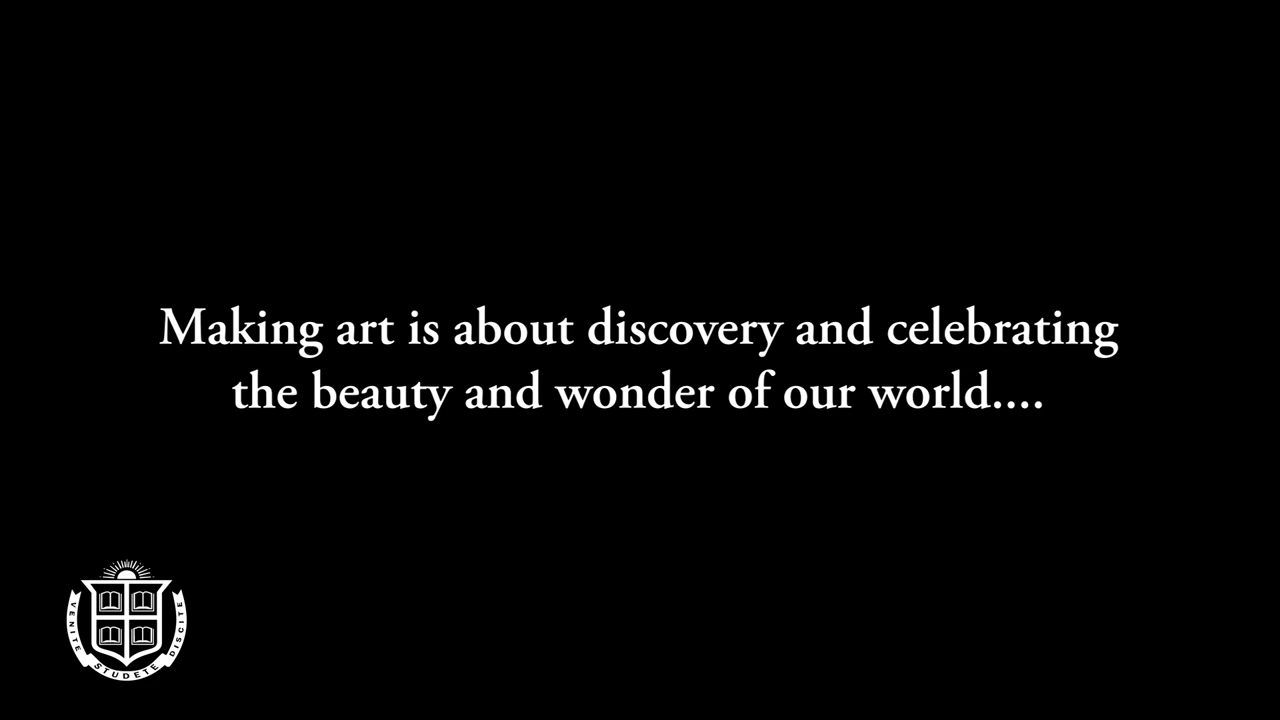 Making art is about discovery and celebrating
the beauty and wonder of our world....
VENITE STUDETE DISCITE